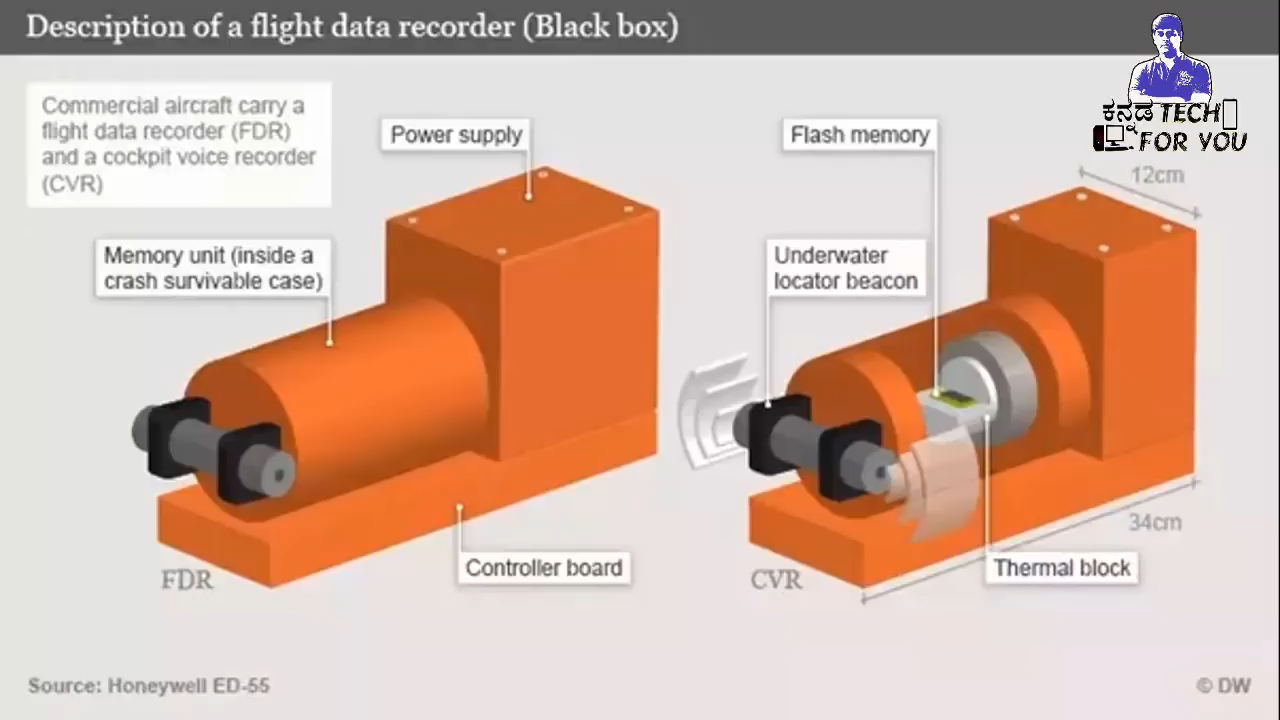 Description of a flight data recorder (Black box)
Commercial aircraft carry a
flight data recorder (FDR)
and a cockpit voice recorder
(CVR)
Power supply
Flash memory
ಕನ್ನಡ TECH
FOR YOU
12cm
Memory unit (inside a
crash survivable case)
Underwater
locator beacon
34cm
Controller board
Thermal block
FDR
CVR
Source: Honeywell ED-55
© DW